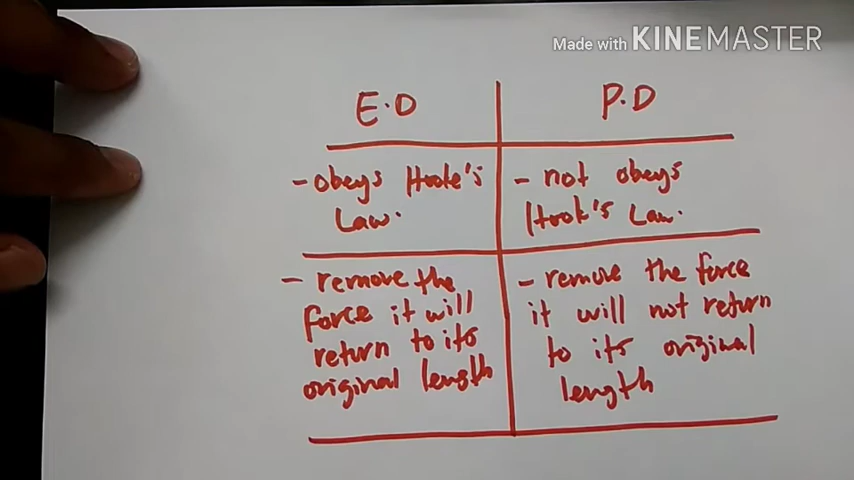 Made with KINEMASTER
E.D
P.D
- obeys Hooke's
Law.
- not obeys
Hook's Law.
- remove the
force it will
return to its
original length
- remove the force
it will not return
to its original
length